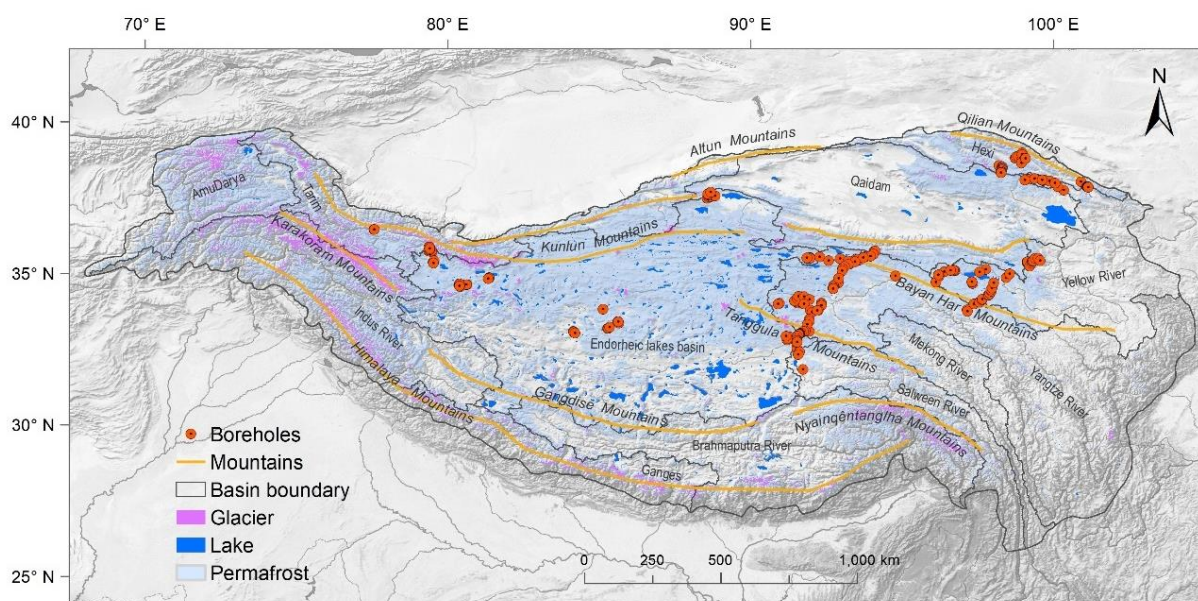 70° E
80° E
90° E
100° E
N
40° N
35° N
30° N
25° N
Altun Mountains
Qilian Mountains
Hexi
Qaidam
AmuDarya
Tarim
Karakoram Mountains
Kunlun Mountains
Yellow River
Bayan Har Mountains
Indus River
Endorheic lakes basin
Tanggula Mountains
Mekong River
Himalaya Mountains
Gangdisê Mountains
Salween River
Yangtze River
Nyainqêntanglha Mountains
Brahmaputra River
Ganges
Boreholes
Mountains
Basin boundary
Glacier
Lake
Permafrost
0 250 500 1,000 km